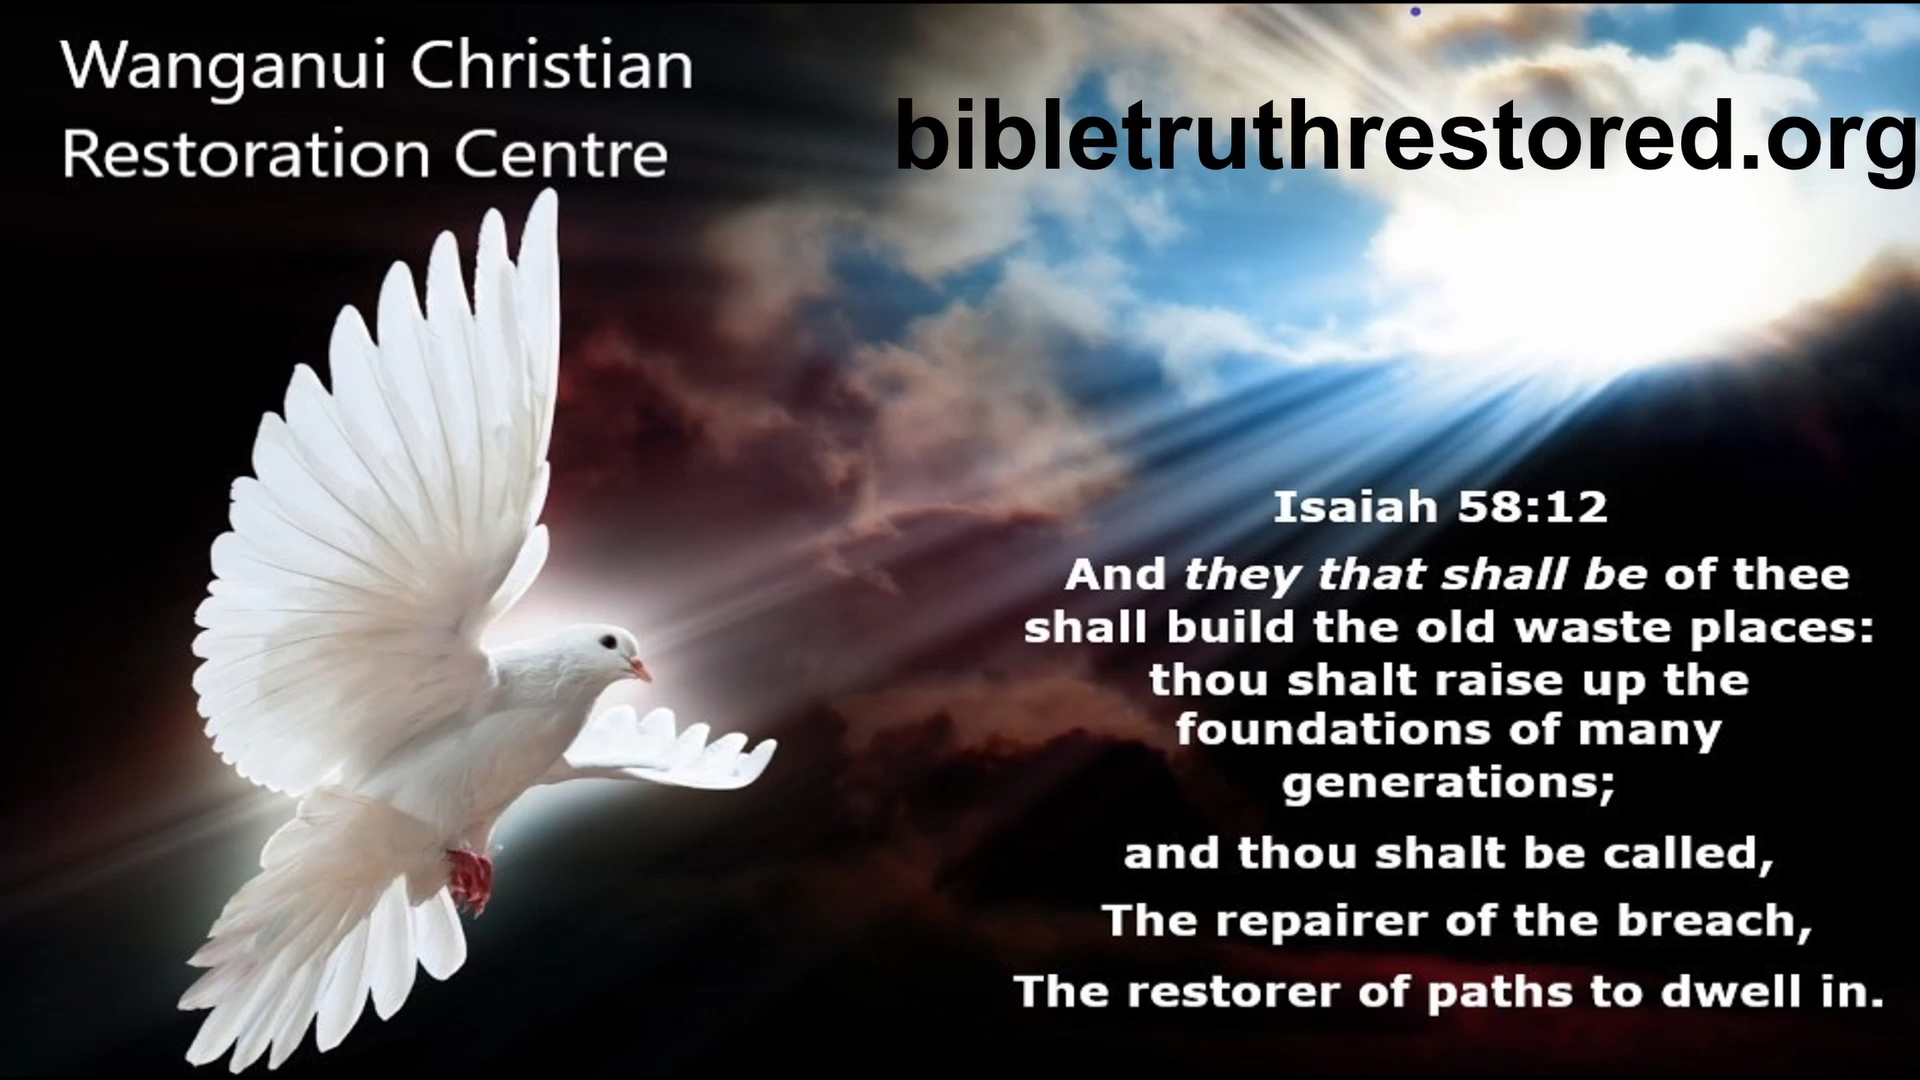 Wanganui Christian
Restoration Centre
bibletruthrestored.org
Isaiah 58:12
And they that shall be of thee
shall build the old waste places:
thou shalt raise up the
foundations of many
generations;
and thou shalt be called,
The repairer of the breach,
The restorer of paths to dwell in.